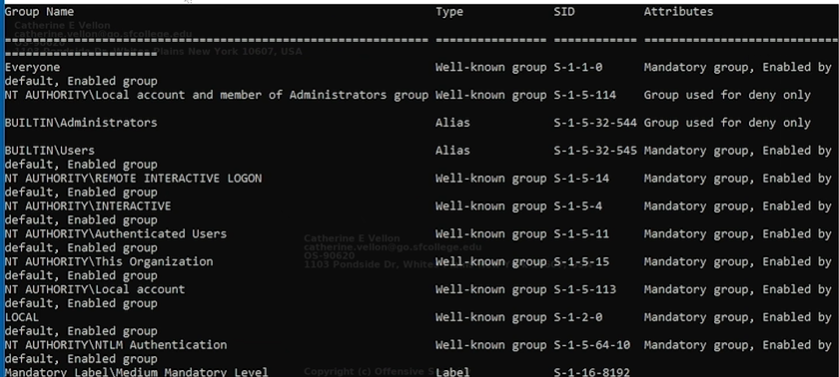 Group Name Type SID Attributes
Catherine E Vellon
catherine.vellon@go.sfcollege.edu
OS-90620
Plains New York 10607, USA
============================================================== ================ ============ ============================
==================
Everyone Well-known group S-1-1-0 Mandatory group, Enabled by
default, Enabled group
NT AUTHORITY\Local account and member of Administrators group Well-known group S-1-5-114 Group used for deny only
BUILTIN\Administrators Alias S-1-5-32-544 Group used for deny only
BUILTIN\Users Alias S-1-5-32-545 Mandatory group, Enabled by
default, Enabled group
NT AUTHORITY\REMOTE INTERACTIVE LOGON Well-known group S-1-5-14 Mandatory group, Enabled by
default, Enabled group
NT AUTHORITY\INTERACTIVE Well-known group S-1-5-4 Mandatory group, Enabled by
default, Enabled group
NT AUTHORITY\Authenticated Users Well-known group S-1-5-11 Mandatory group, Enabled by
default, Enabled group
Catherine E Vellon
catherine.vellon@go.sfcollege.edu
OS-90620
1103 Pondside Dr, White
NT AUTHORITY\This Organization Well-known group S-1-5-15 Mandatory group, Enabled by
default, Enabled group
NT AUTHORITY\Local account Well-known group S-1-5-113 Mandatory group, Enabled by
default, Enabled group
LOCAL Well-known group S-1-2-0 Mandatory group, Enabled by
default, Enabled group
NT AUTHORITY\NTLM Authentication Well-known group S-1-5-64-10 Mandatory group, Enabled by
default, Enabled group
Mandatory Label\Medium Mandatory Level Label S-1-16-8192
Copyright (c) Offensive